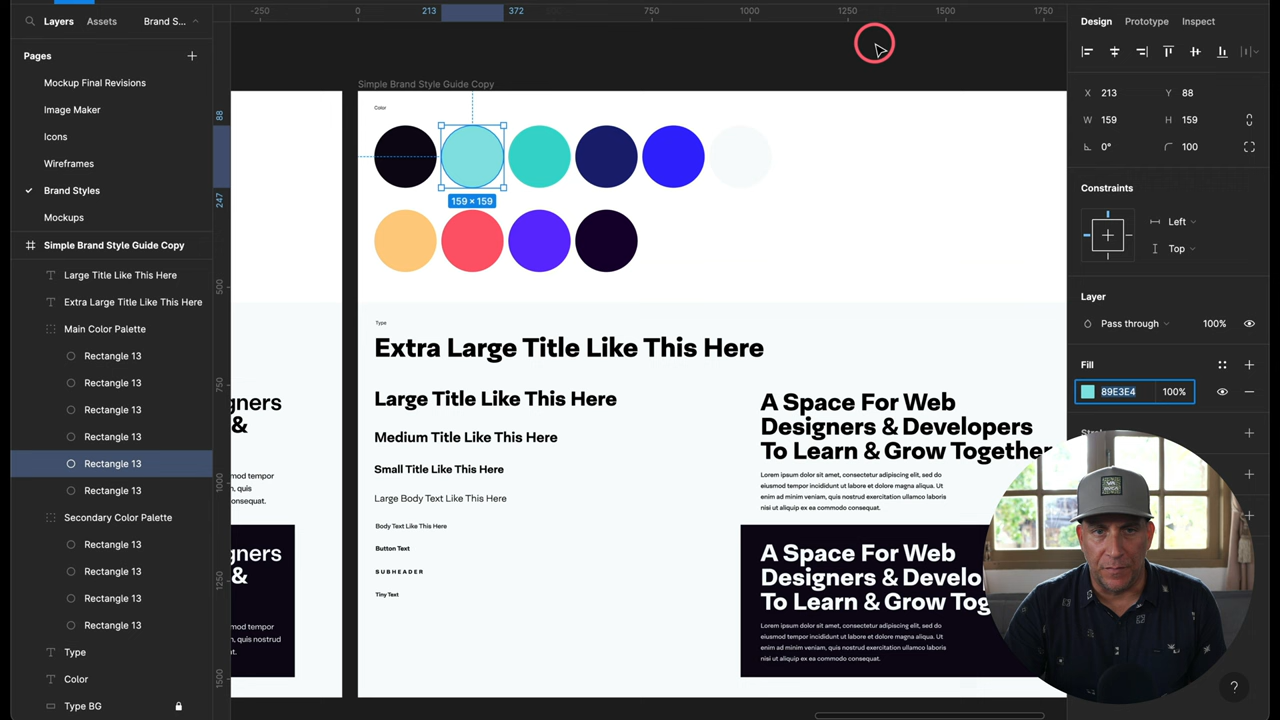 Layers
Assets
Brand S...
Pages
Mockup Final Revisions
Image Maker
Icons
Wireframes
Brand Styles
Mockups
Simple Brand Style Guide Copy
Large Title Like This Here
Extra Large Title Like This Here
Main Color Palette
Rectangle 13
Rectangle 13
Rectangle 13
Rectangle 13
Rectangle 13
Rectangle 13
Secondary Color Palette
Rectangle 13
Rectangle 13
Rectangle 13
Rectangle 13
Type
Color
Type BG
-250
0
213
372
750
1000
1250
1500
1750
88
247
500
750
1000
1250
1500
gners
&
mod tempor
, quis
consequat.
gners
&
mod tempor
, quis nostrud
t.
Simple Brand Style Guide Copy
Color
159 × 159
Type
Extra Large Title Like This Here
Large Title Like This Here
Medium Title Like This Here
Small Title Like This Here
Large Body Text Like This Here
Body Text Like This Here
Button Text
SUBHEADER
Tiny Text
A Space For Web
Designers & Developers
To Learn & Grow Together
Lorem ipsum dolor sit amet, consectetur adipiscing elit, sed do
eiusmod tempor incididunt ut labore et dolore magna aliqua. Ut
enim ad minim veniam, quis nostrud exercitation ullamco laboris
nisi ut aliquip ex ea commodo consequat.
A Space For Web
Designers & Develo
To Learn & Grow Tog
Lorem ipsum dolor sit amet, consectetur adipiscing elit, sed do
eiusmod tempor incididunt ut labore et dolore magna aliqua. Ut
enim ad minim veniam, quis nostrud exercitation ullamco laboris
nisi ut aliquip ex ea commodo consequat.
Design
Prototype
Inspect
X 213 Y 88
W 159 H 159
0° 100
Constraints
Left
Top
Layer
Pass through 100%
Fill
89E3E4 100%
?